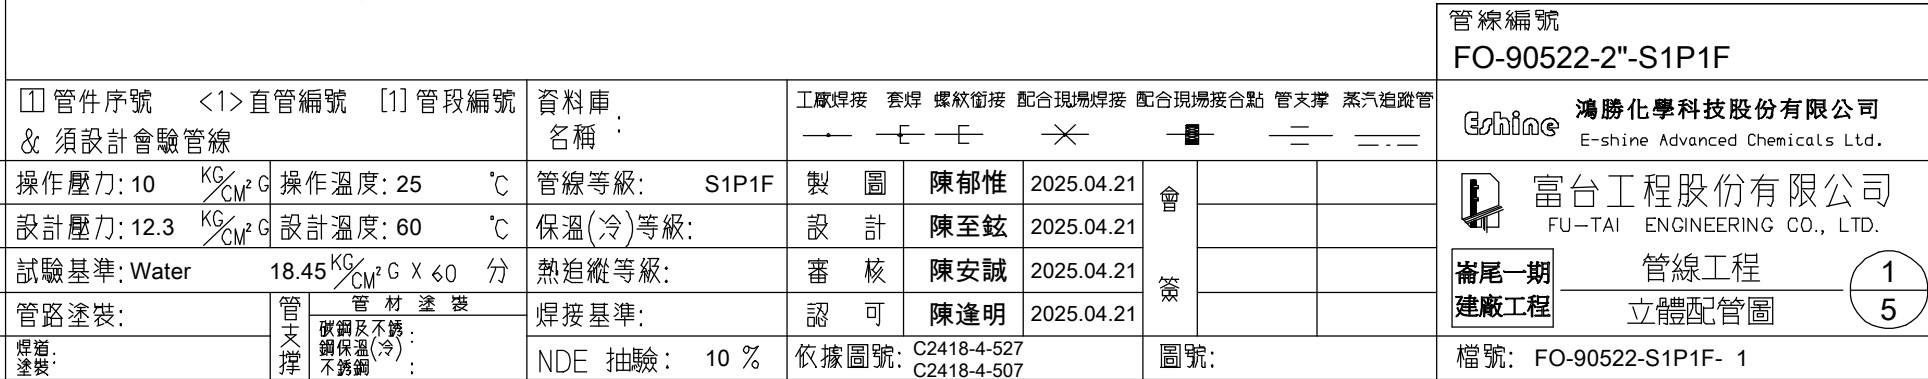 管線編號
FO-90522-2"-S1P1F
1 管件序號 <1>直管編號 [1]管段編號
& 須設計會驗管線
資料庫
名稱 :
工廠焊接 套焊 螺紋銜接 配合現場焊接 配合現場接合點 管支撐 蒸汽追蹤管
Eshine 鴻勝化學科技股份有限公司
E-shine Advanced Chemicals Ltd.
操作壓力: 10 KG/CM² G 操作溫度: 25 °C 管線等級: S1P1F 製圖 陳郁惟 2025.04.21
設計壓力: 12.3 KG/CM² G 設計溫度: 60 °C 保溫(冷)等級: 設計 陳至鉉 2025.04.21
試驗基準: Water 18.45 KG/CM² G X 60 分 熱追縱等級: 審核 陳安誠 2025.04.21
管路塗裝: 焊接基準: 認可 陳逢明 2025.04.21
會簽
富台工程股份有限公司
FU-TAI ENGINEERING CO., LTD.
崙尾一期
建廠工程
管線工程
立體配管圖
1
5
焊道
塗裝:
管支撐
管材塗裝
碳鋼及不銹
鋼保溫(冷) :
不銹鋼 :
NDE 抽驗: 10 %
依據圖號: C2418-4-527
C2418-4-507
圖號:
檔號: FO-90522-S1P1F- 1